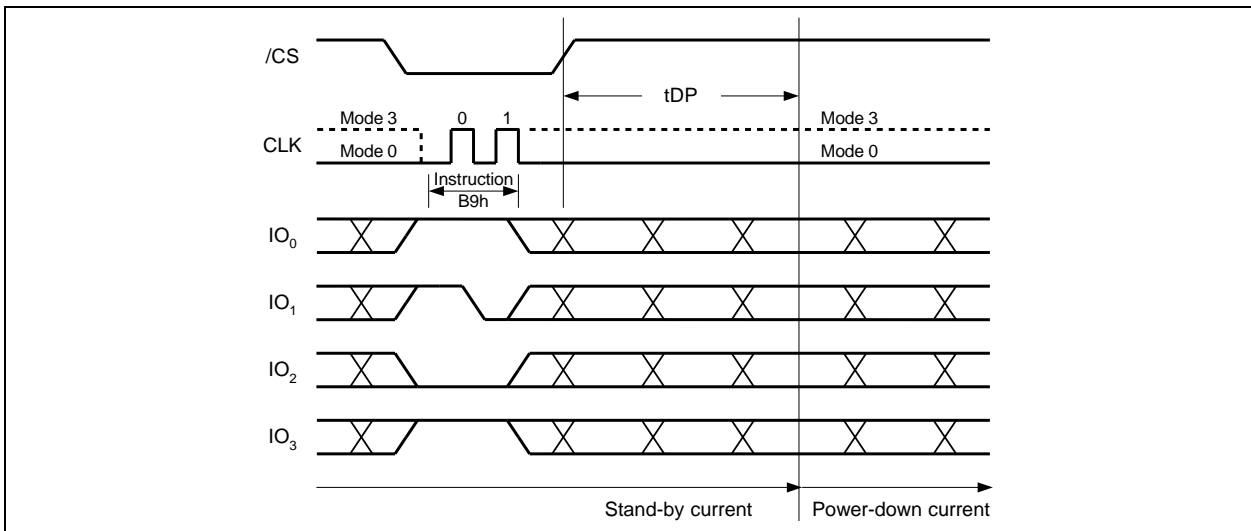 /CS
tDP
Mode 3 0 1 Mode 3
CLK
Mode 0 Mode 0
Instruction
B9h
IO0
IO1
IO2
IO3
Stand-by current Power-down current